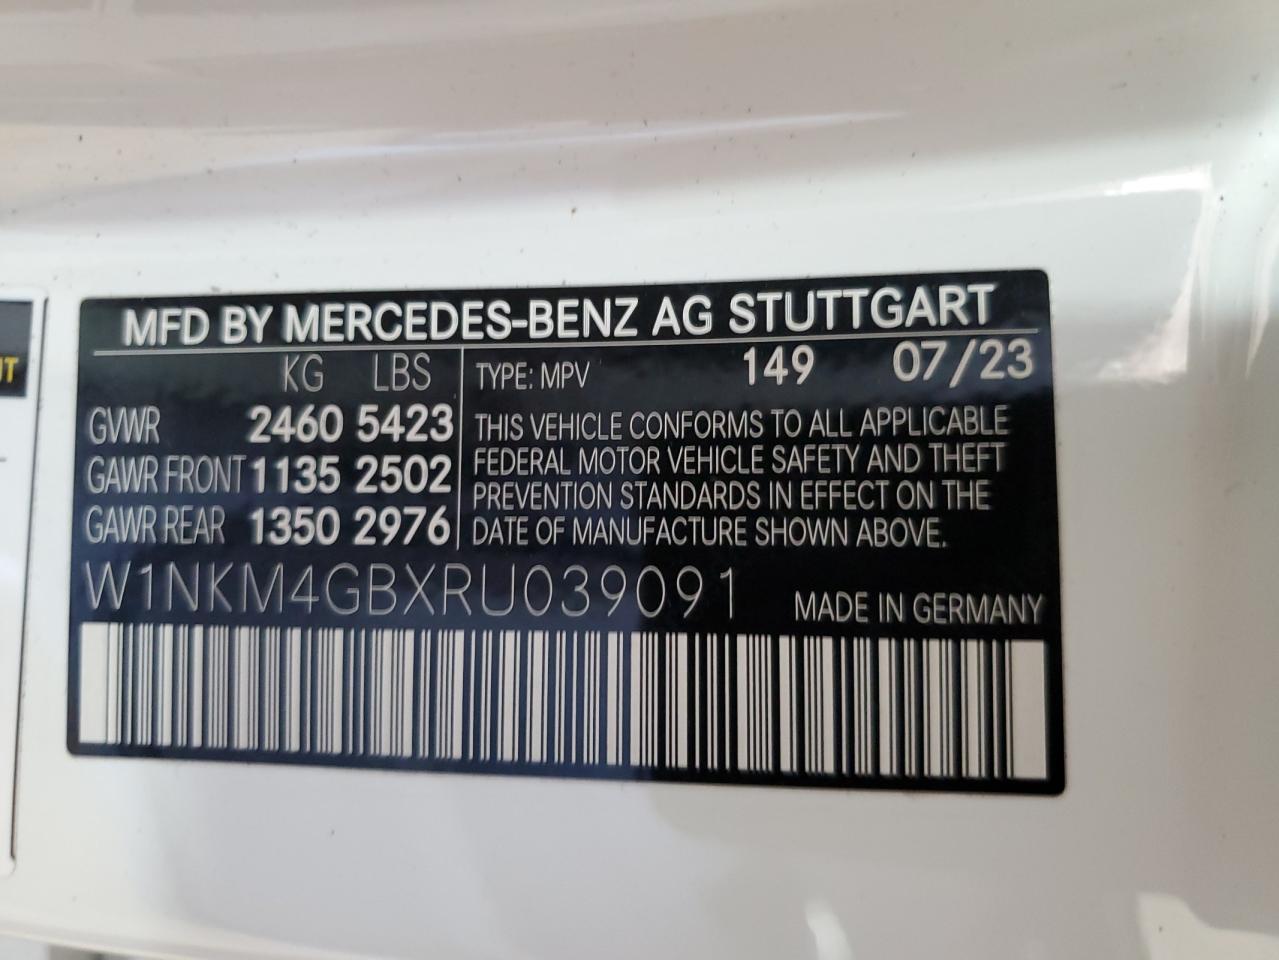 MFD BY MERCEDES-BENZ AG STUTTGART
KG LBS
GVWR 2460 5423
GAWR FRONT 1135 2502
GAWR REAR 1350 2976
TYPE: MPV 149 07/23
THIS VEHICLE CONFORMS TO ALL APPLICABLE
FEDERAL MOTOR VEHICLE SAFETY AND THEFT
PREVENTION STANDARDS IN EFFECT ON THE
DATE OF MANUFACTURE SHOWN ABOVE.
W1NKM4GBXRU039091 MADE IN GERMANY